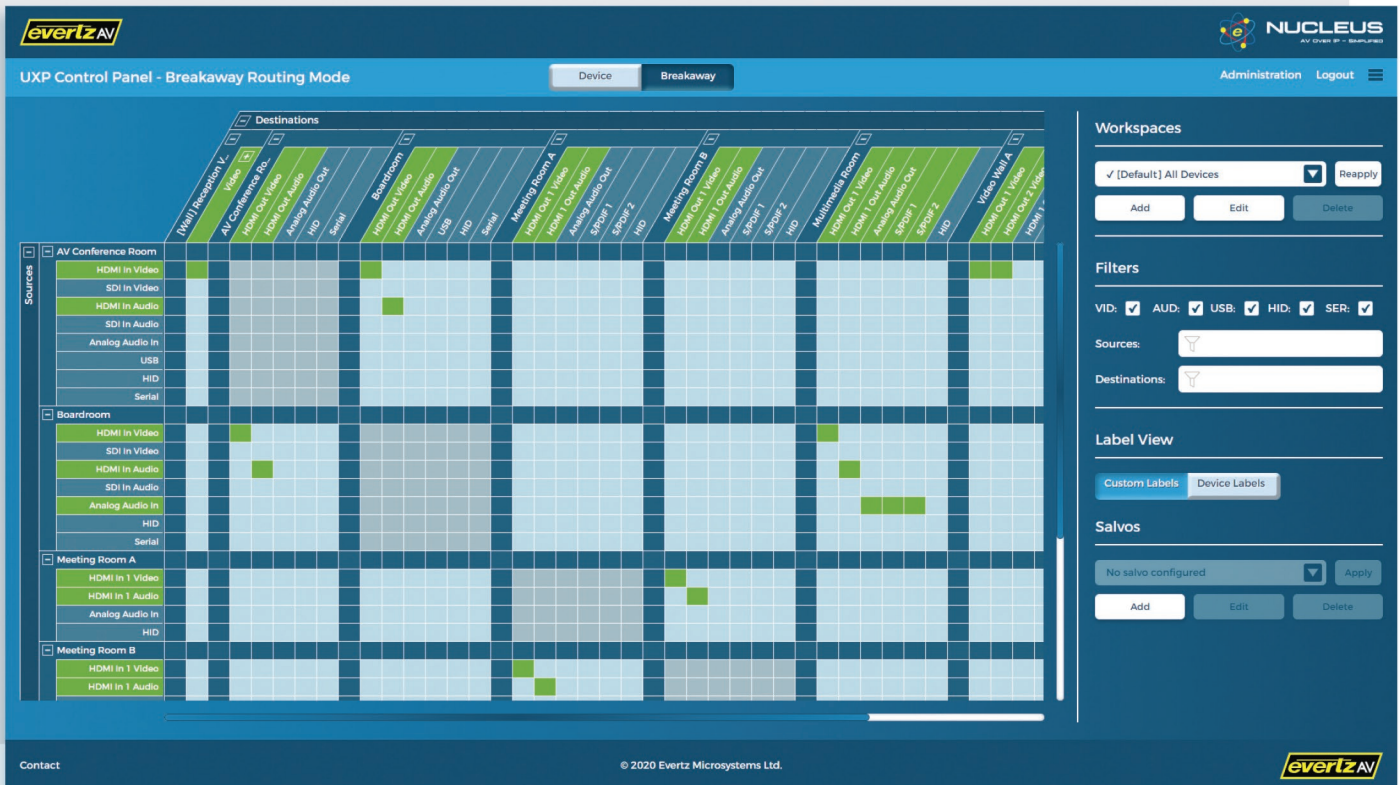 evertz AV
NUCLEUS
AV OVER IP – SIMPLIFIED
UXP Control Panel - Breakaway Routing Mode
Device
Breakaway
Administration
Logout
Destinations
[Wall] Reception V...
Video
AV Conference Ro...
HDMI Out Video
HDMI Out Audio
Analog Audio Out
HID
Serial
Boardroom
HDMI Out Video
HDMI Out Audio
Analog Audio Out
USB
HID
Serial
Meeting Room A
HDMI Out 1 Video
HDMI 1 Out Audio
Analog Audio Out
S/PDIF 1
S/PDIF 2
HID
Meeting Room B
HDMI Out 1 Video
HDMI 1 Out Audio
Analog Audio Out
S/PDIF 1
S/PDIF 2
HID
Multimedia Room
HDMI Out 1 Video
HDMI 1 Out Audio
Analog Audio Out
S/PDIF 1
S/PDIF 2
HID
Video Wall A
HDMI Out 1 Video
HDMI Out 2 Video
HDMI 1
Sources
AV Conference Room
HDMI In Video
SDI In Video
HDMI In Audio
SDI In Audio
Analog Audio In
USB
HID
Serial
Boardroom
HDMI In Video
SDI In Video
HDMI In Audio
SDI In Audio
Analog Audio In
HID
Serial
Meeting Room A
HDMI In 1 Video
HDMI In 1 Audio
Analog Audio In
HID
Meeting Room B
HDMI In 1 Video
HDMI In 1 Audio
Workspaces
✓ [Default] All Devices
Reapply
Add
Edit
Delete
Filters
VID: ✓ AUD: ✓ USB: ✓ HID: ✓ SER: ✓
Sources:
Destinations:
Label View
Custom Labels
Device Labels
Salvos
No salvo configured
Apply
Add
Edit
Delete
Contact
© 2020 Evertz Microsystems Ltd.
evertz AV